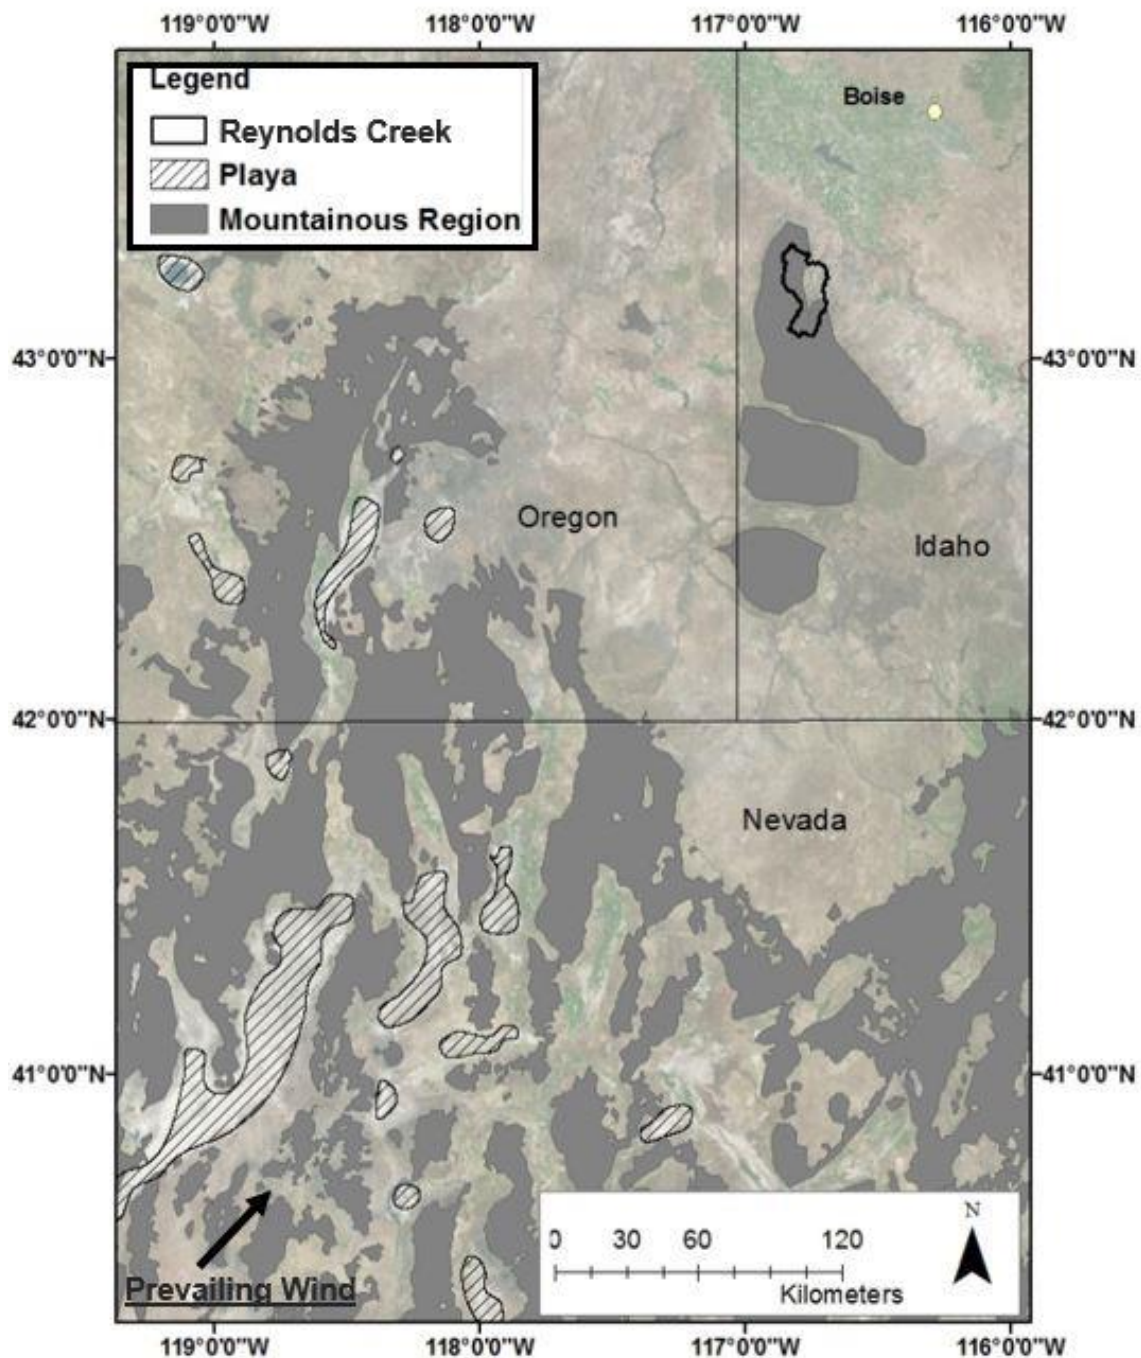 119°0'0"W 118°0'0"W 117°0'0"W 116°0'0"W
Legend
Reynolds Creek
Playa
Mountainous Region
Boise
43°0'0"N 43°0'0"N
Oregon
Idaho
42°0'0"N 42°0'0"N
Nevada
41°0'0"N 41°0'0"N
Prevailing Wind
N
0 30 60 120
Kilometers
119°0'0"W 118°0'0"W 117°0'0"W 116°0'0"W